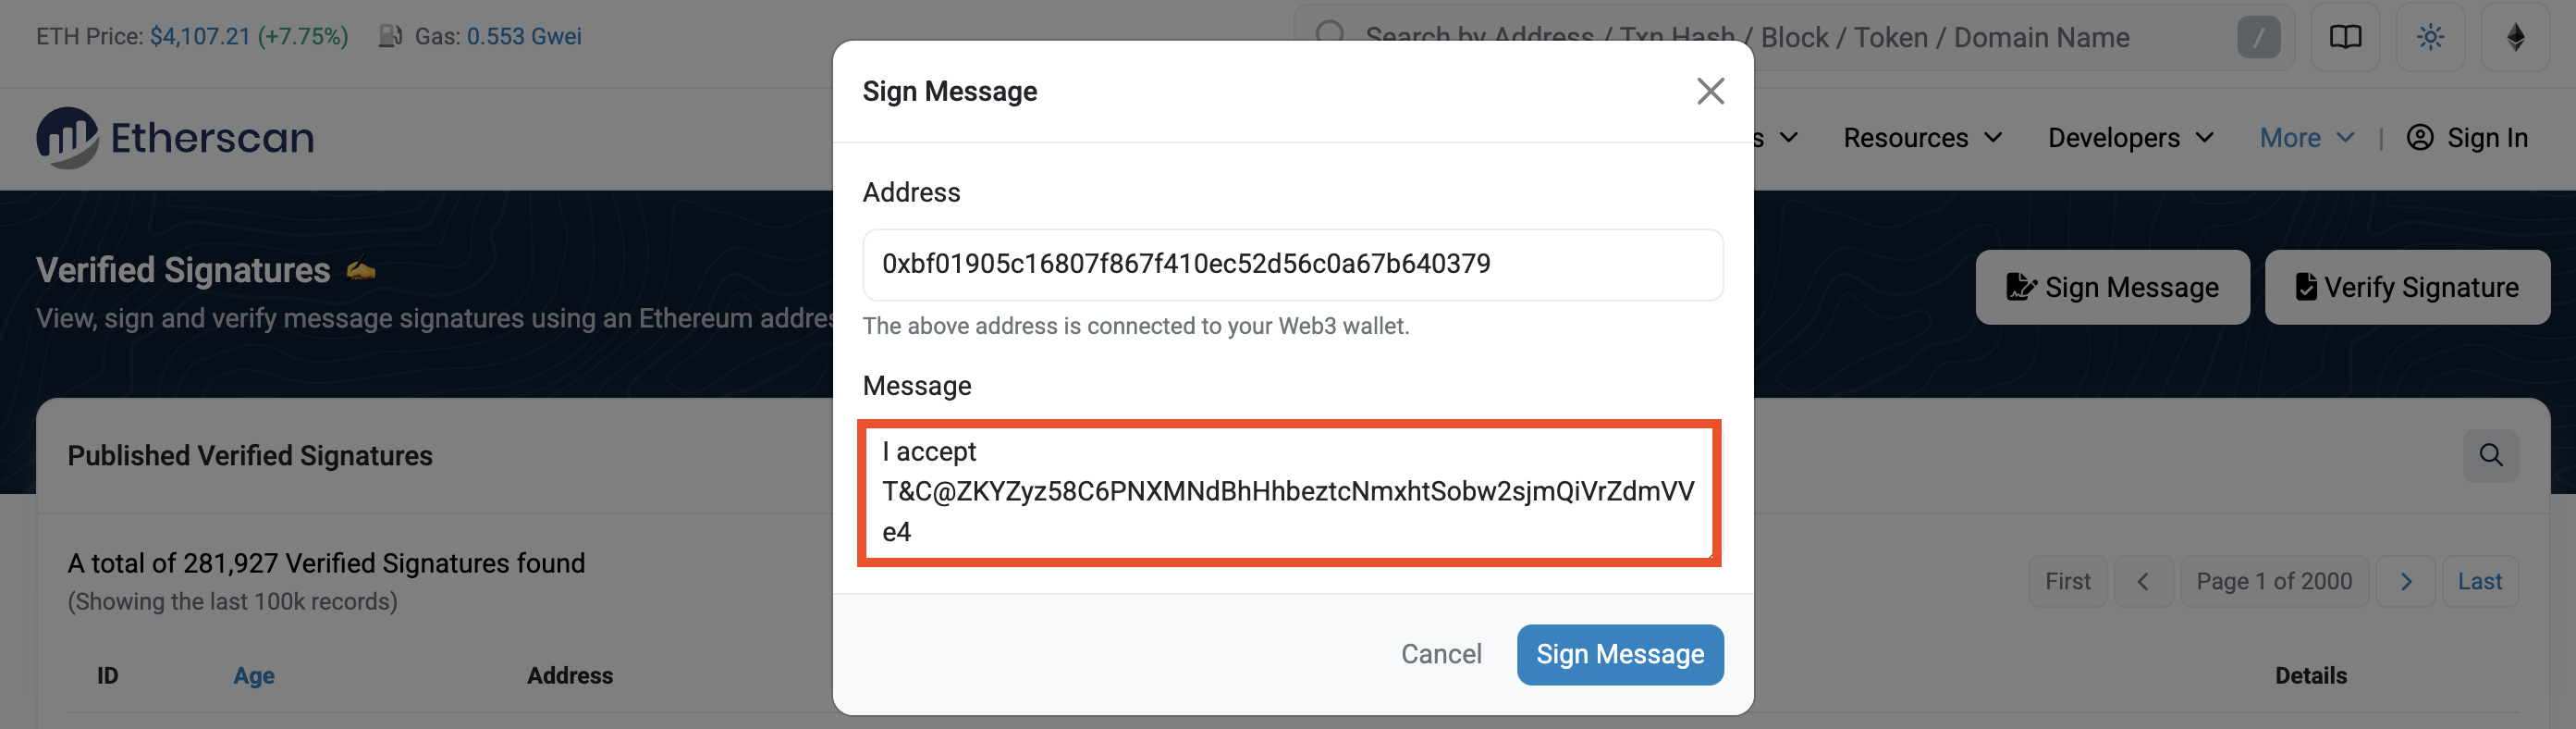 ETH Price: $4,107.21 (+7.75%) Gas: 0.553 Gwei
Search by Address / Txn Hash / Block / Token / Domain Name
/
Etherscan
Resources
Developers
More
Sign In
Verified Signatures
View, sign and verify message signatures using an Ethereum
Sign Message
Verify Signature
Published Verified Signatures
A total of 281,927 Verified Signatures found
(Showing the last 100k records)
First
Page 1 of 2000
Last
ID Age Address Details
Sign Message
Address
0xbf01905c16807f867f410ec52d56c0a67b640379
The above address is connected to your Web3 wallet.
Message
I accept
T&C@ZKYZyz58C6PNXMNdBhHhbeztcNmxhtSobw2sjmQiVrZdmVV
e4
Cancel
Sign Message